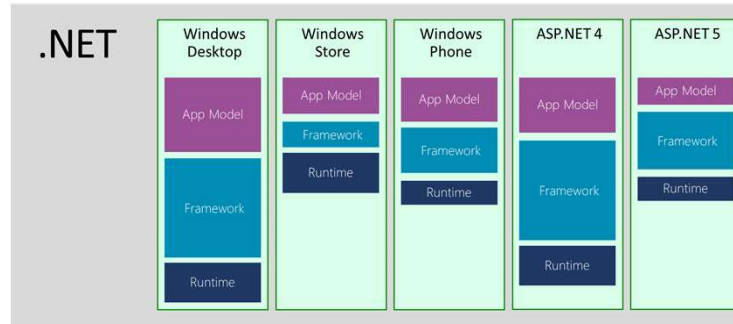 .NET
Windows
Desktop
App Model
Framework
Runtime
Windows
Store
App Model
Framework
Runtime
Windows
Phone
App Model
Framework
Runtime
ASP.NET 4
App Model
Framework
Runtime
ASP.NET 5
App Model
Framework
Runtime